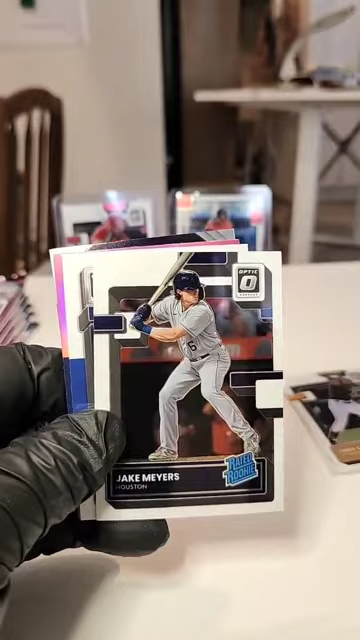 OPTIC
DONRUSS
6
RATED
ROOKIE
JAKE MEYERS
HOUSTON